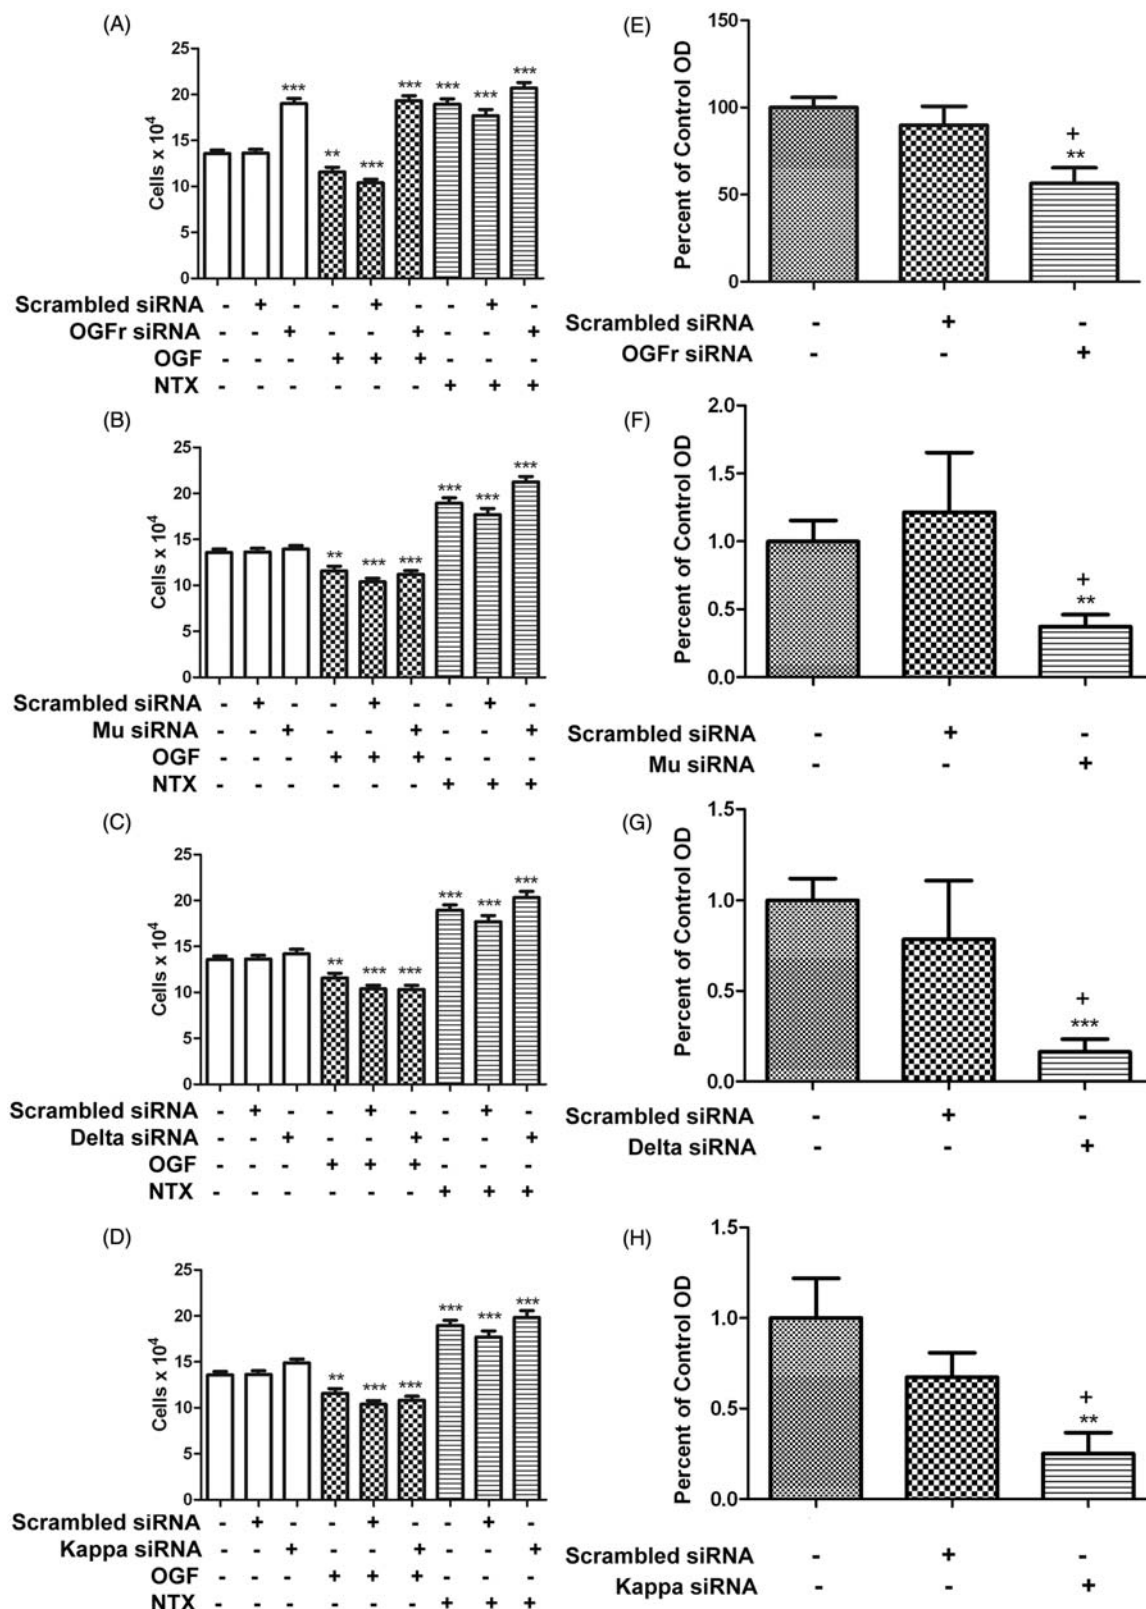 (A)
25
20
15
10
5
0
Cells x 10⁴
*** ** *** *** *** *** ***
Scrambled siRNA - + - - + - - + -
OGFr siRNA - - + - - + - - +
OGF - - - + + + - - -
NTX - - - - - - + + +
(E)
150
100
50
0
Percent of Control OD
+
**
Scrambled siRNA - + -
OGFr siRNA - - +
(B)
25
20
15
10
5
0
Cells x 10⁴
** *** *** *** *** ***
Scrambled siRNA - + - - + - - + -
Mu siRNA - - + - - + - - +
OGF - - - + + + - - -
NTX - - - - - - + + +
(F)
2.0
1.5
1.0
0.5
0.0
Percent of Control OD
+
**
Scrambled siRNA - + -
Mu siRNA - - +
(C)
25
20
15
10
5
0
Cells x 10⁴
** *** *** *** *** ***
Scrambled siRNA - + - - + - - + -
Delta siRNA - - + - - + - - +
OGF - - - + + + - - -
NTX - - - - - - + + +
(G)
1.5
1.0
0.5
0.0
Percent of Control OD
+
***
Scrambled siRNA - + -
Delta siRNA - - +
(D)
25
20
15
10
5
0
Cells x 10⁴
** *** *** *** *** ***
Scrambled siRNA - + - - + - - + -
Kappa siRNA - - + - - + - - +
OGF - - - + + + - - -
NTX - - - - - - + + +
(H)
1.5
1.0
0.5
0.0
Percent of Control OD
+
**
Scrambled siRNA - + -
Kappa siRNA - - +